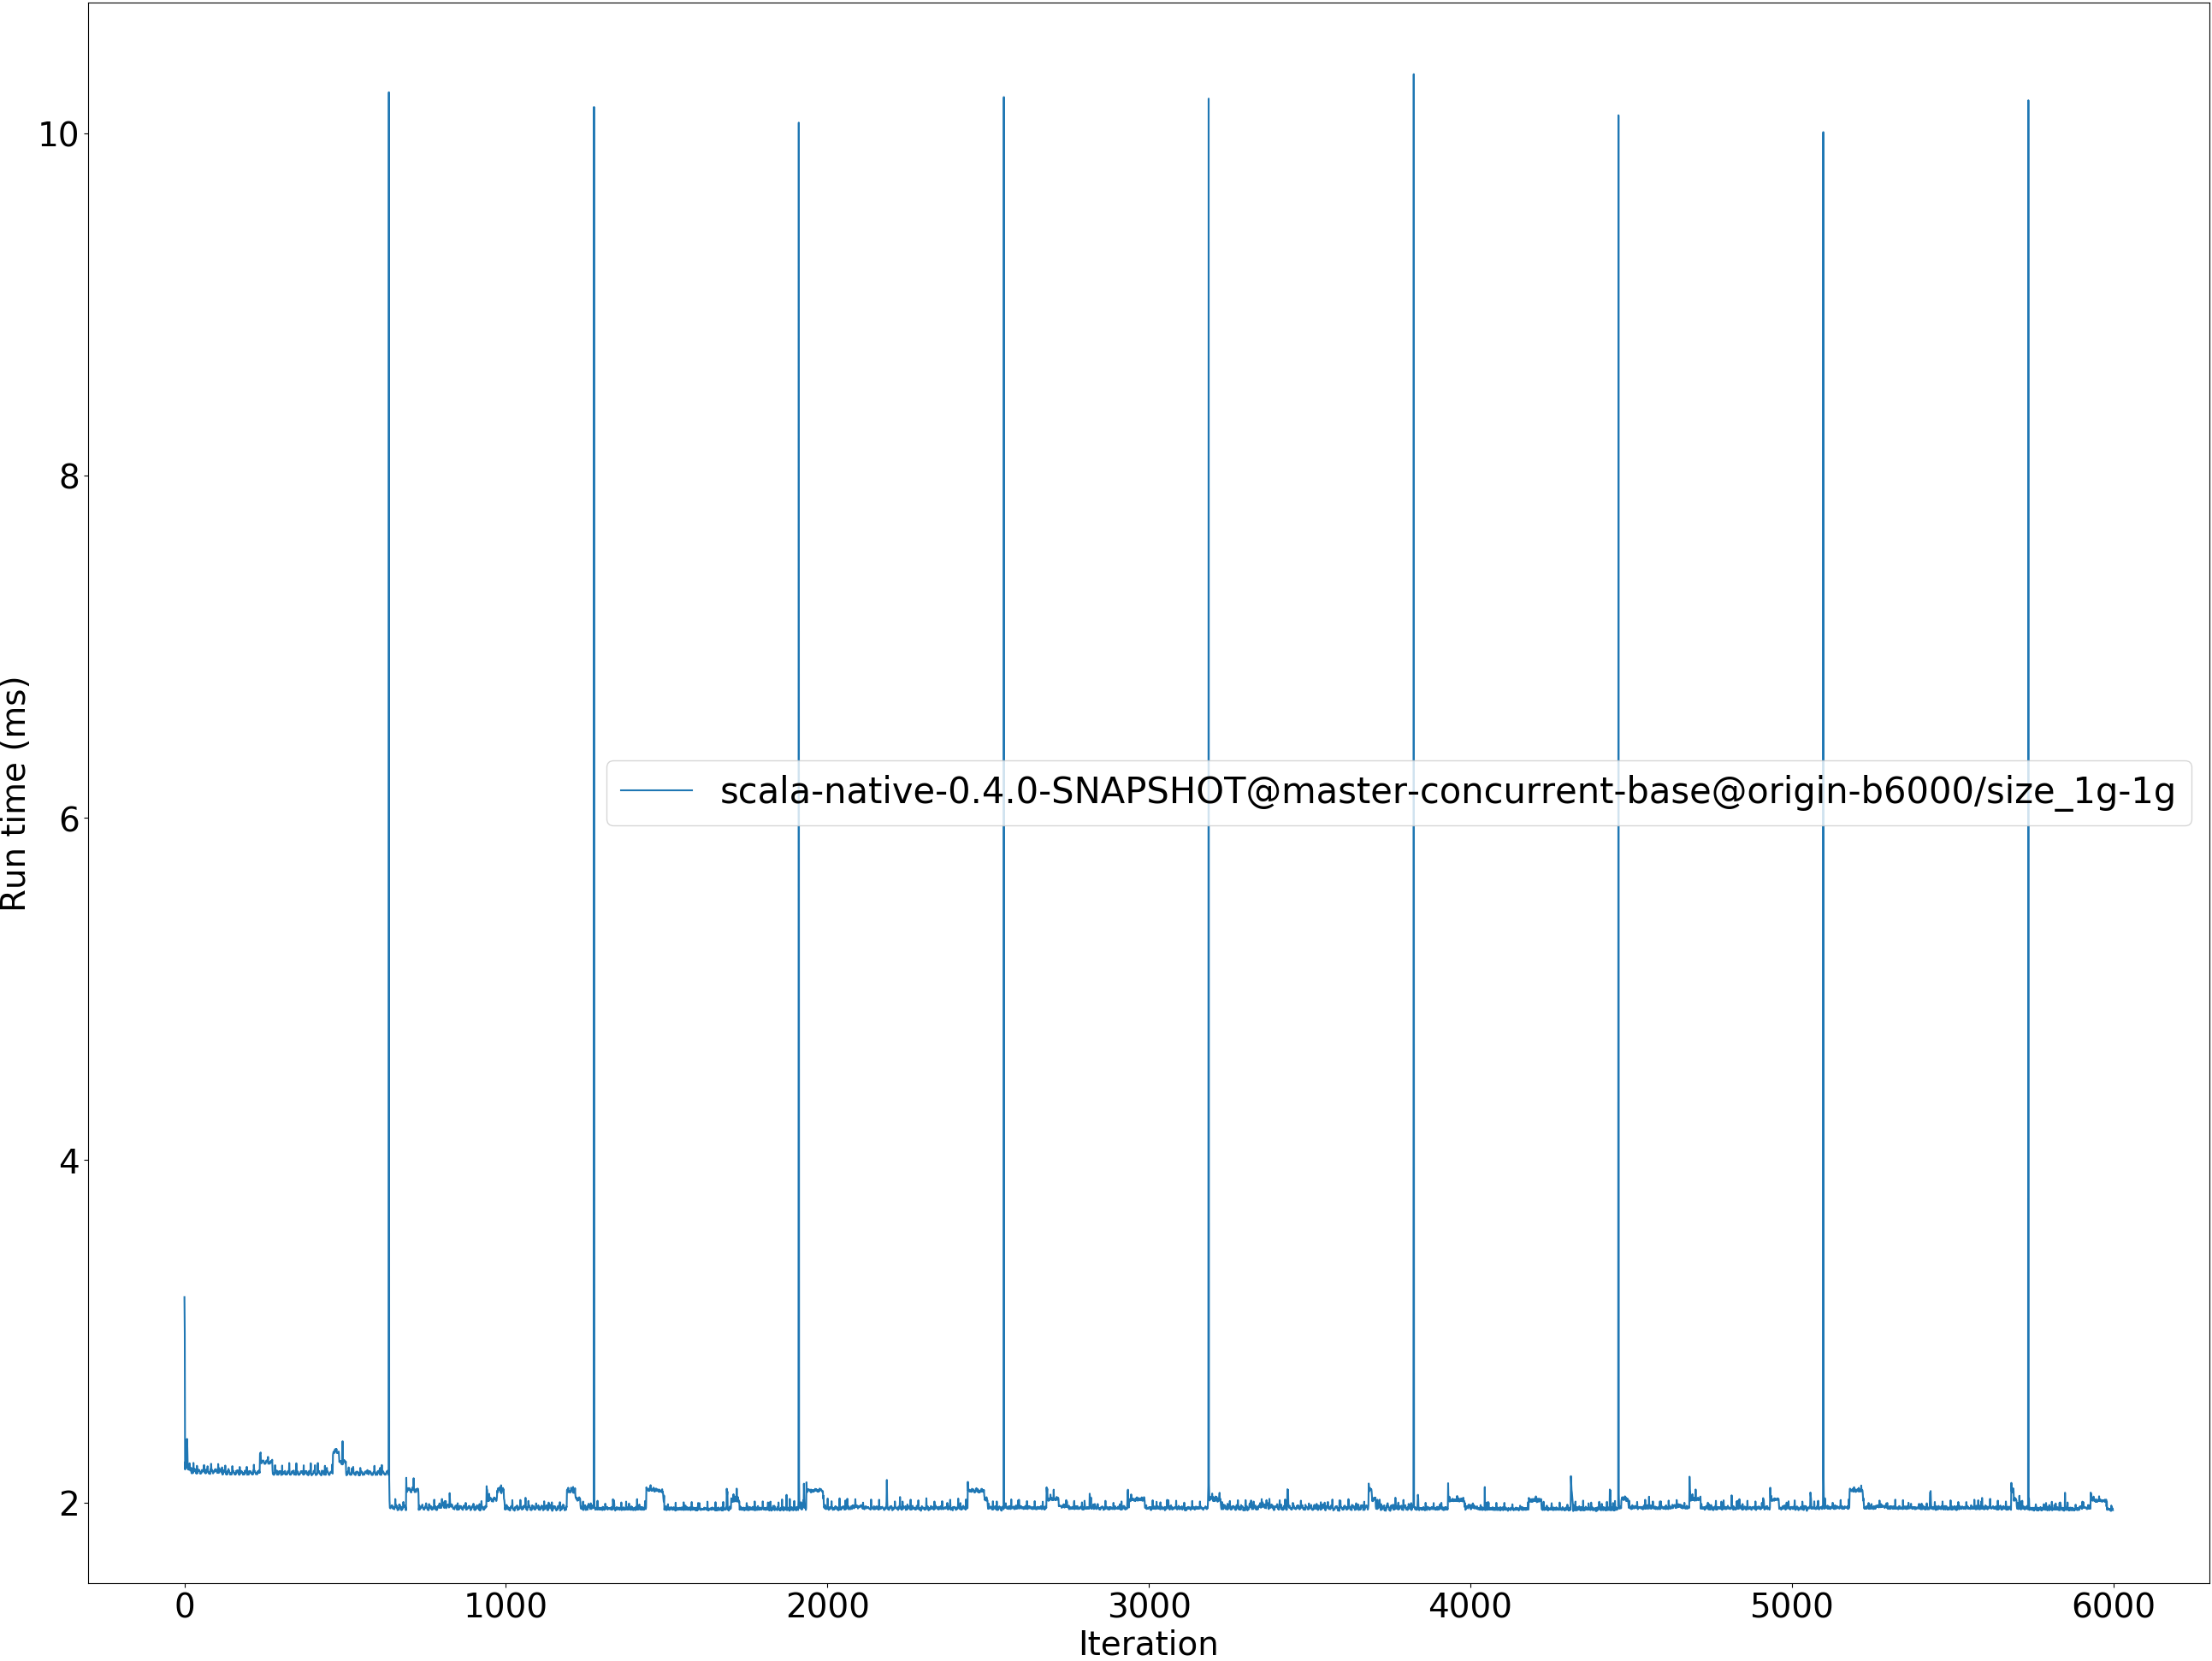 10
8
6
4
2
Run time (ms)
scala-native-0.4.0-SNAPSHOT@master-concurrent-base@origin-b6000/size_1g-1g
0 1000 2000 3000 4000 5000 6000
Iteration